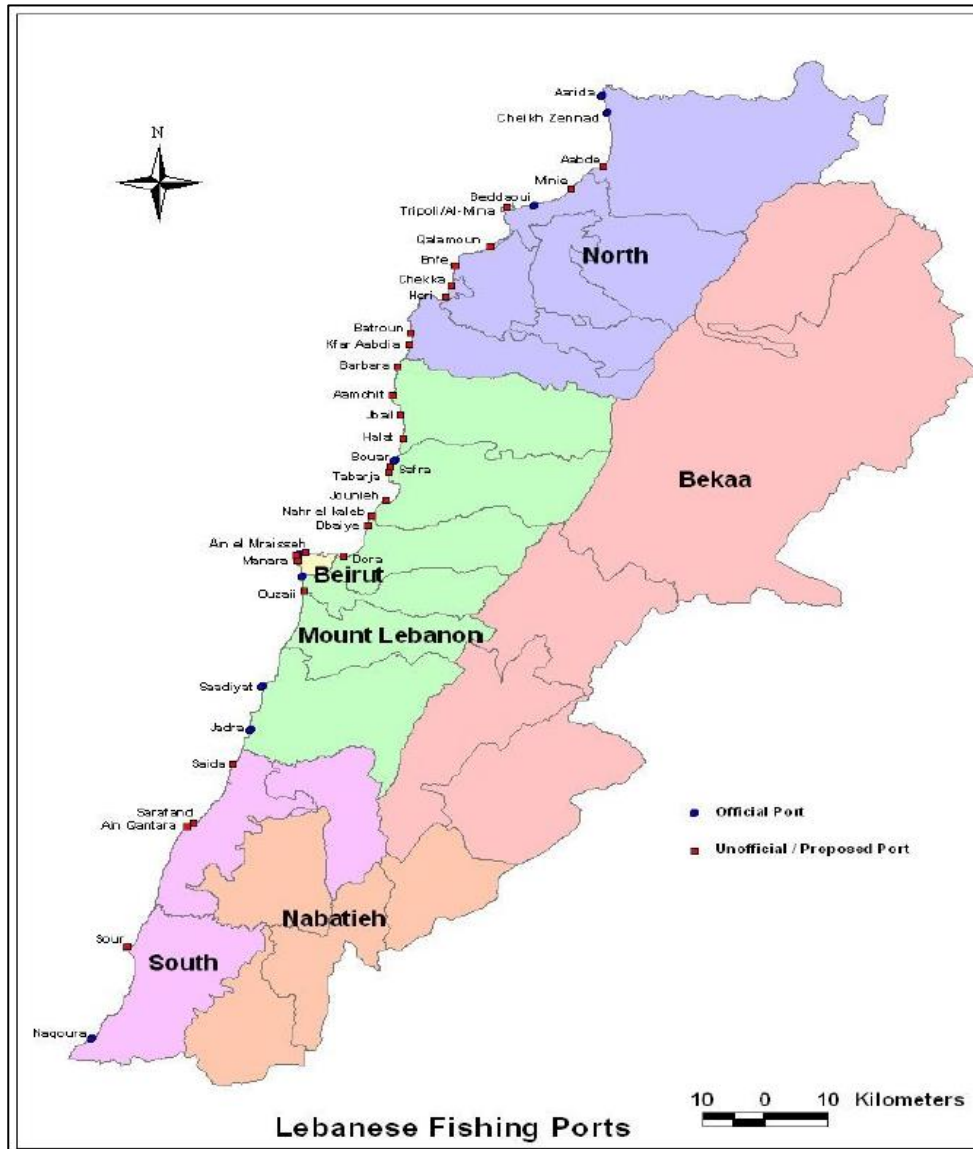 N
Aarida
Cheikh Zennad
Aabde
Minie
Beddaoui
Tripoli/Al-Mina
Qalamoun
North
Enfe
Chekka
Heri
Batroun
Kfar Aabdia
Barbara
Aamchit
Jbail
Halat
Bouar
Safra
Tabarja
Bekaa
Jounieh
Nahr el kaleb
Dbaiye
Ain el Mraisseh
Manara
Dora
Beirut
Ouzaii
Mount Lebanon
Saadiyat
Jadra
Saida
Sarafand
Ain Qantara
Official Port
Unofficial / Proposed Port
Nabatieh
Sour
South
Naqoura
10 0 10 Kilometers
Lebanese Fishing Ports